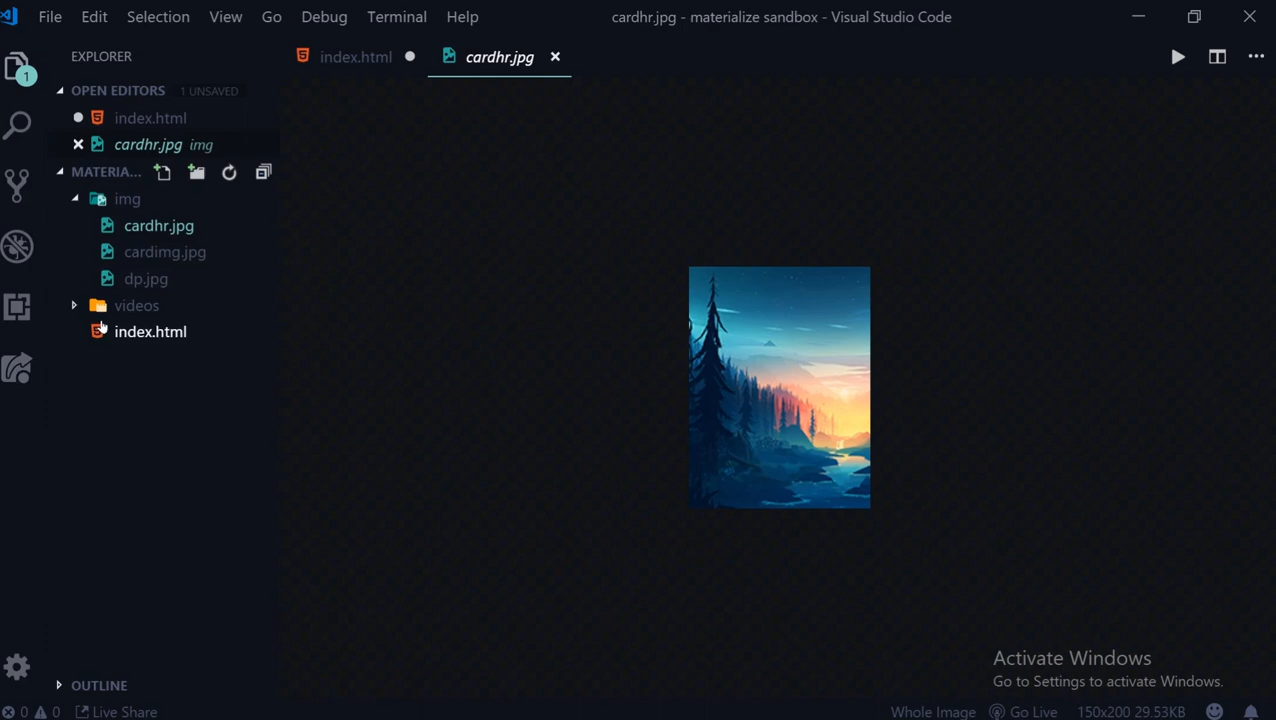 File Edit Selection View Go Debug Terminal Help cardhr.jpg - materialize sandbox - Visual Studio Code
EXPLORER
index.html
cardhr.jpg
OPEN EDITORS 1 UNSAVED
index.html
cardhr.jpg img
MATERIA...
img
cardhr.jpg
cardimg.jpg
dp.jpg
videos
index.html
1
Activate Windows
Go to Settings to activate Windows.
OUTLINE
0 0 Live Share Whole Image Go Live 150x200 29.53KB